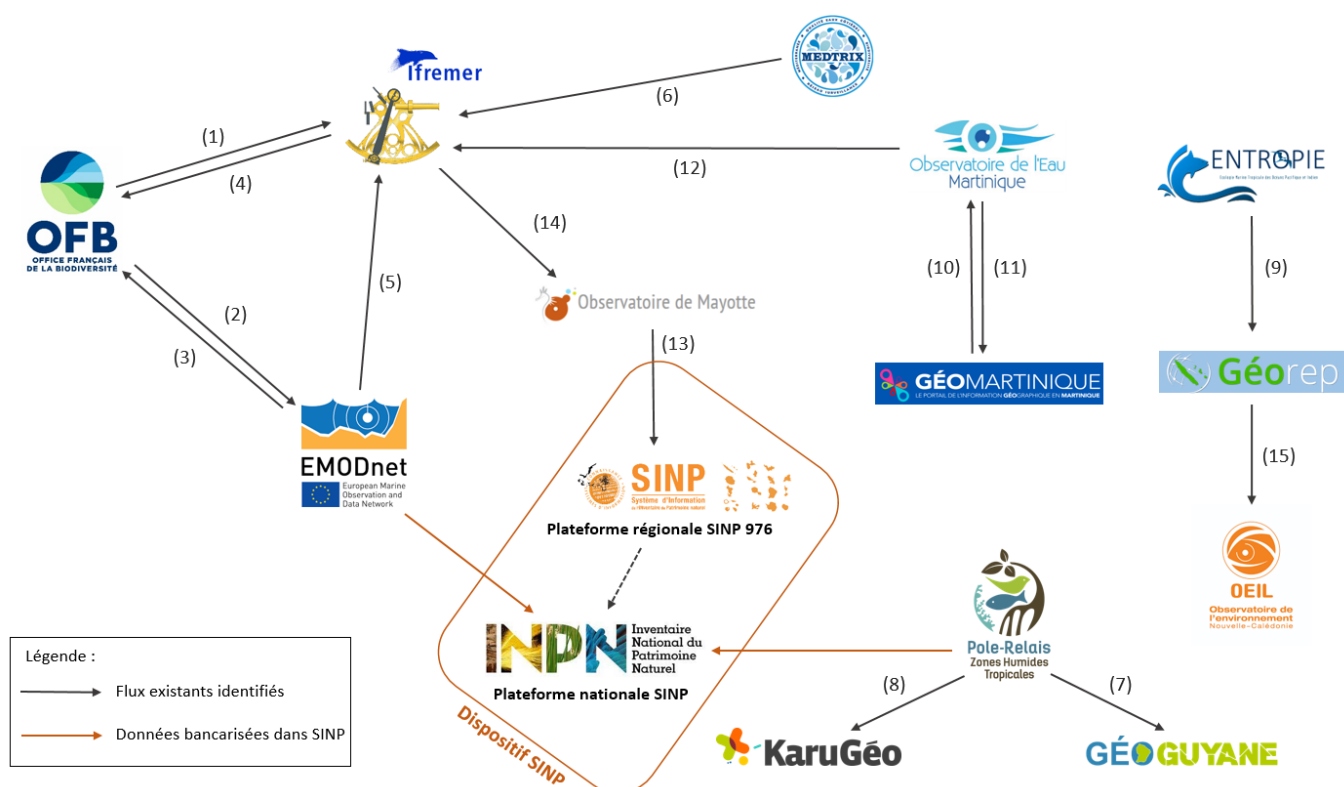 Ifremer
MEDTRIX
(6)
(1)
(4)
(12)
Observatoire de l'Eau
Martinique
ENTROPIE
OFB
OFFICE FRANÇAIS
DE LA BIODIVERSITÉ
(14)
(10)
(11)
(9)
(5)
(2)
(3)
Observatoire de Mayotte
(13)
GÉOMARTINIQUE
LE PORTAIL DE L'INFORMATION GÉOGRAPHIQUE EN MARTINIQUE
Géorep
EMODnet
European Marine
Observation and
Data Network
(15)
SINP
Système d'Information
Plateforme régionale SINP 976
OEIL
Observatoire de
l'environnement
Nouvelle-Calédonie
INPN
Inventaire
National du
Patrimoine
Naturel
Plateforme nationale SINP
Dispositif SINP
Pole-Relais
Zones Humides
Tropicales
(8)
(7)
KaruGéo
GÉOGUYANE
Légende :
Flux existants identifiés
Données bancarisées dans SINP